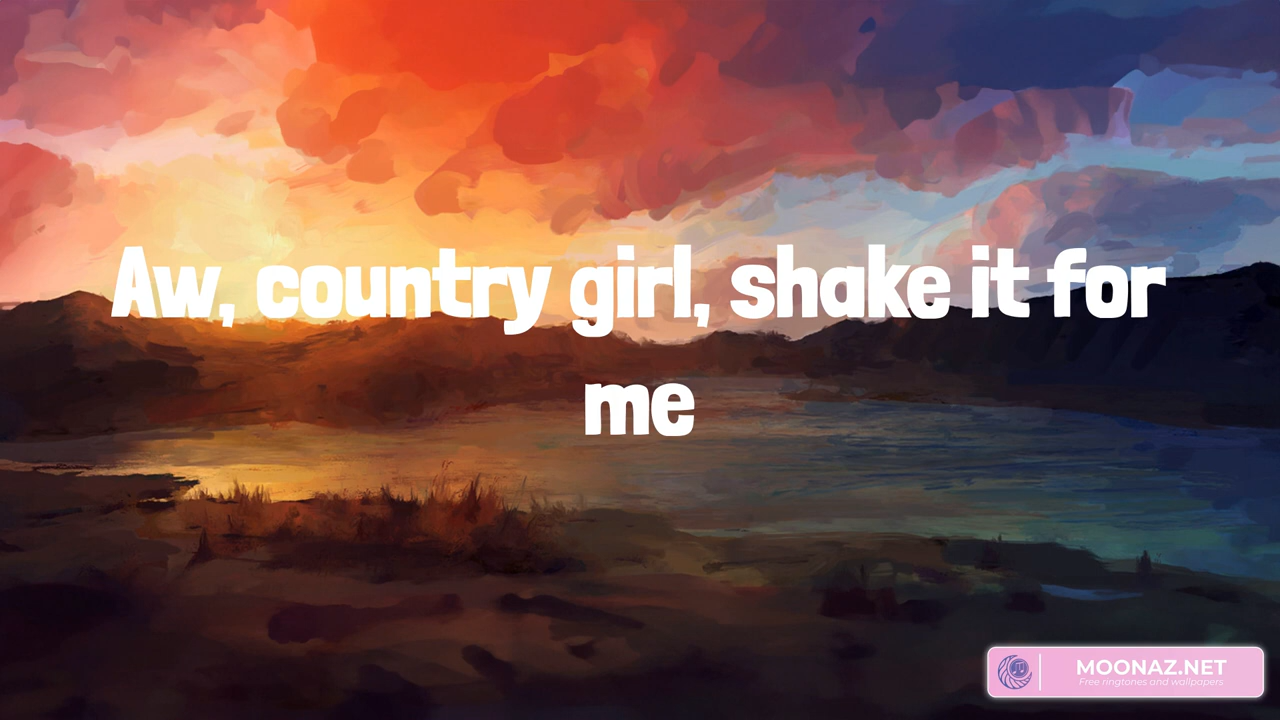 Aw, country girl, shake it for
me
MOONAZ.NET
Free ringtones and wallpapers